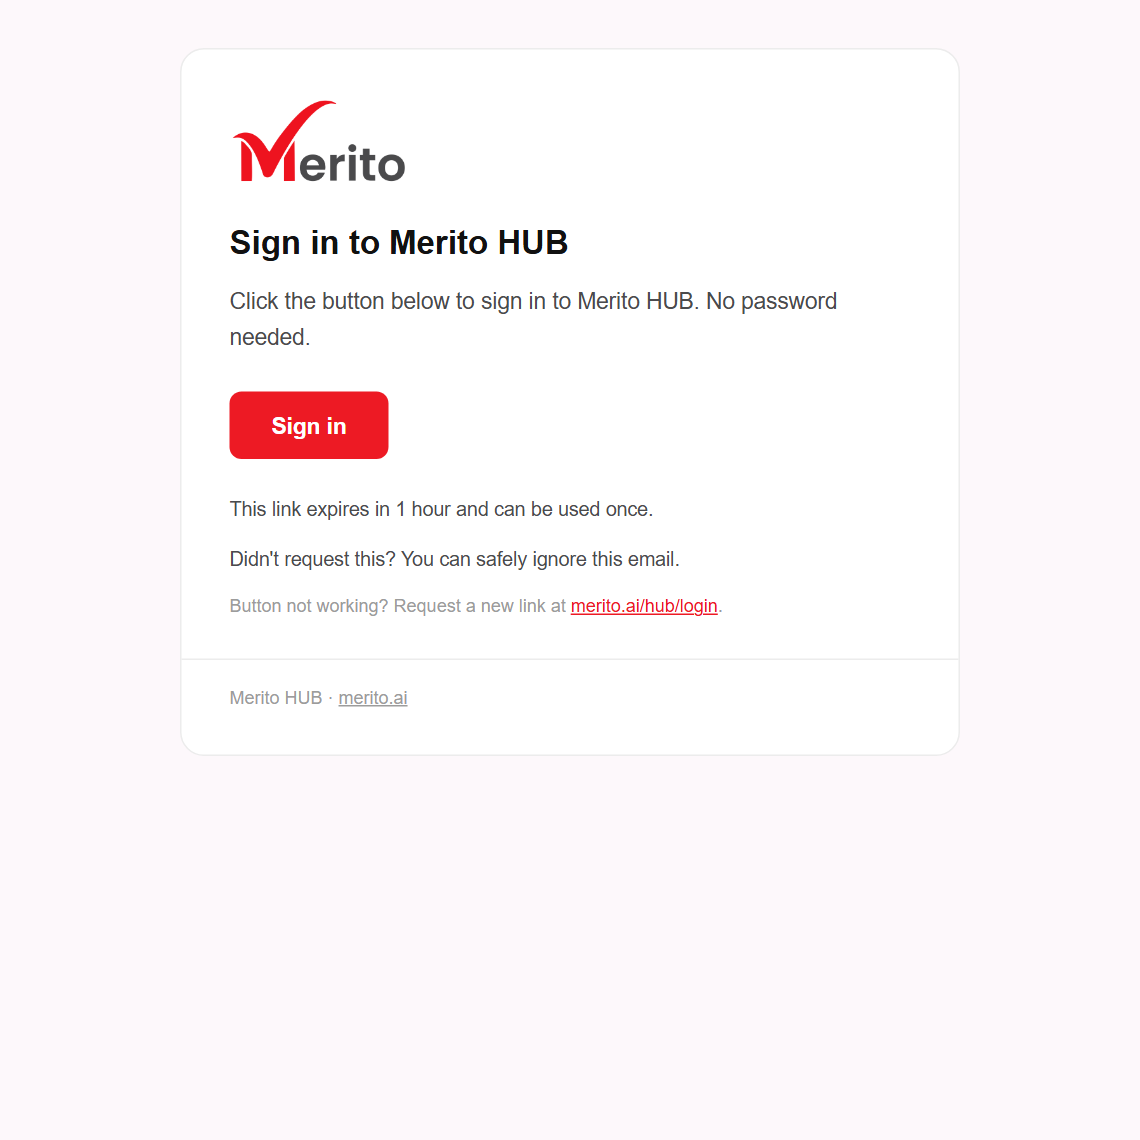 Merito
Sign in to Merito HUB
Click the button below to sign in to Merito HUB. No password
needed.
Sign in
This link expires in 1 hour and can be used once.
Didn't request this? You can safely ignore this email.
Button not working? Request a new link at merito.ai/hub/login.
Merito HUB · merito.ai